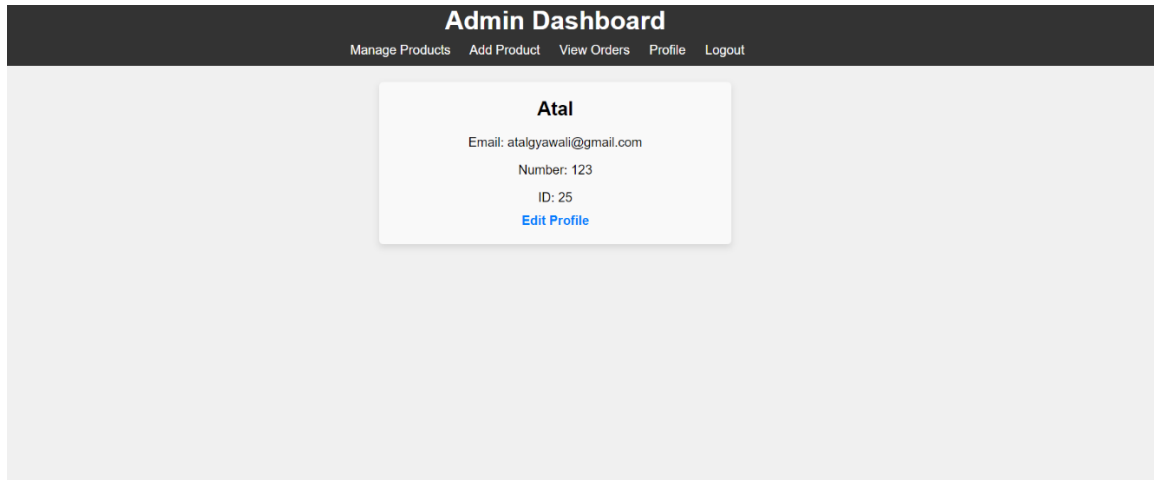 Admin Dashboard
Manage Products Add Product View Orders Profile Logout
Atal
Email: atalgyawali@gmail.com
Number: 123
ID: 25
Edit Profile